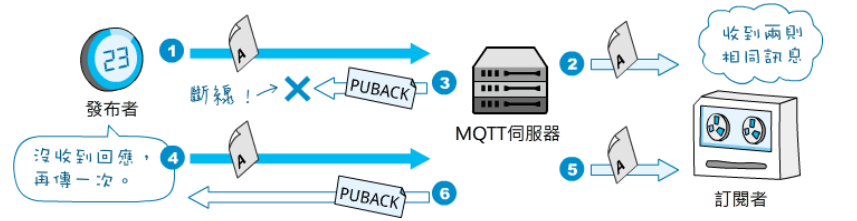 收到兩則
相同訊息
23
1
A
2
A
斷線！
PUBACK
3
發布者
MQTT伺服器
沒收到回應，
再傳一次。
4
A
5
A
PUBACK
6
訂閱者